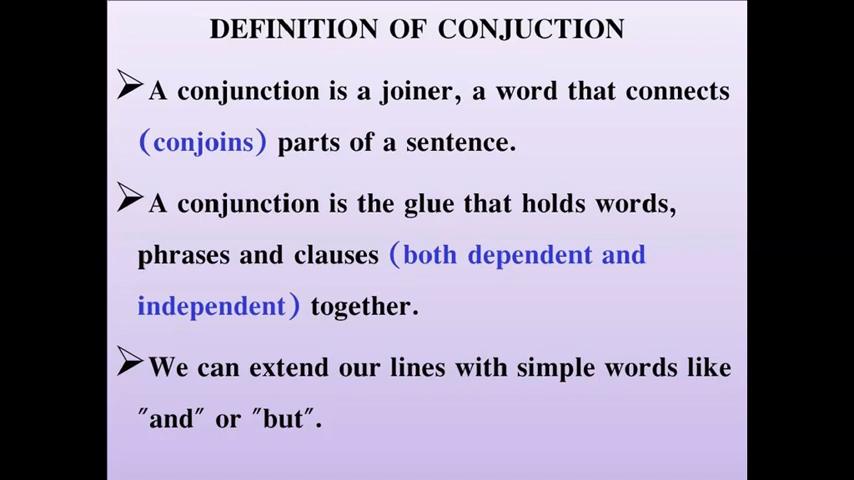 DEFINITION OF CONJUCTION
➢A conjunction is a joiner, a word that connects
(conjoins) parts of a sentence.
➢A conjunction is the glue that holds words,
phrases and clauses (both dependent and
independent) together.
➢We can extend our lines with simple words like
"and" or "but".